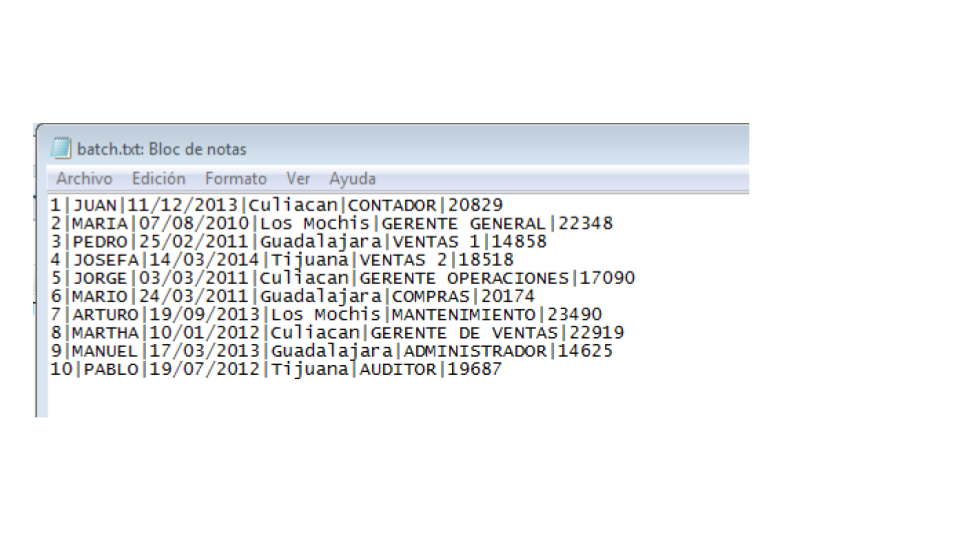 batch.txt: Bloc de notas
Archivo Edición Formato Ver Ayuda
1|JUAN|11/12/2013|Culiacan|CONTADOR|20829
2|MARIA|07/08/2010|Los Mochis|GERENTE GENERAL|22348
3|PEDRO|25/02/2011|Guadalajara|VENTAS 1|14858
4|JOSEFA|14/03/2014|Tijuana|VENTAS 2|18518
5|JORGE|03/03/2011|Culiacan|GERENTE OPERACIONES|17090
6|MARIO|24/03/2011|Guadalajara|COMPRAS|20174
7|ARTURO|19/09/2013|Los Mochis|MANTENIMIENTO|23490
8|MARTHA|10/01/2012|Culiacan|GERENTE DE VENTAS|22919
9|MANUEL|17/03/2013|Guadalajara|ADMINISTRADOR|14625
10|PABLO|19/07/2012|Tijuana|AUDITOR|19687